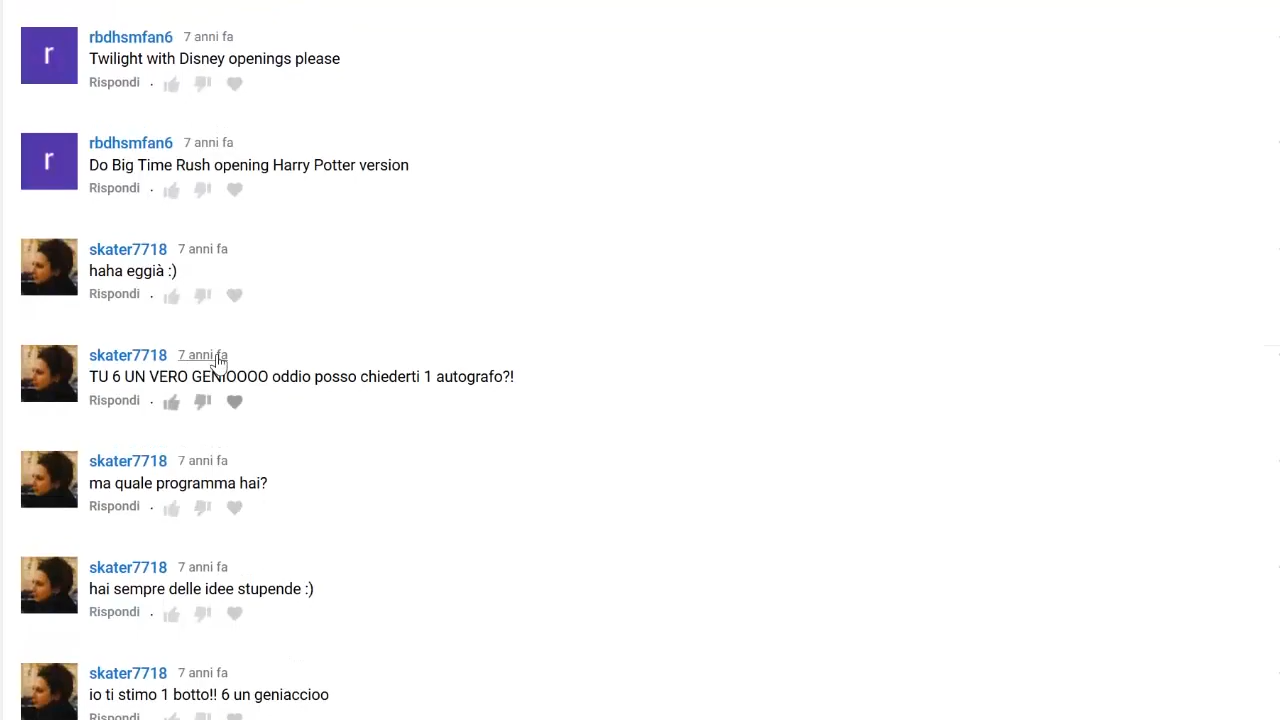 r
rbdhsmfan6 7 anni fa
Twilight with Disney openings please
Rispondi .
r
rbdhsmfan6 7 anni fa
Do Big Time Rush opening Harry Potter version
Rispondi .
skater7718 7 anni fa
haha eggià :)
Rispondi .
skater7718 7 anni fa
TU 6 UN VERO GENIOOOO oddio posso chiederti 1 autografo?!
Rispondi .
skater7718 7 anni fa
ma quale programma hai?
Rispondi .
skater7718 7 anni fa
hai sempre delle idee stupende :)
Rispondi .
skater7718 7 anni fa
io ti stimo 1 botto!! 6 un geniaccioo
Rispondi .